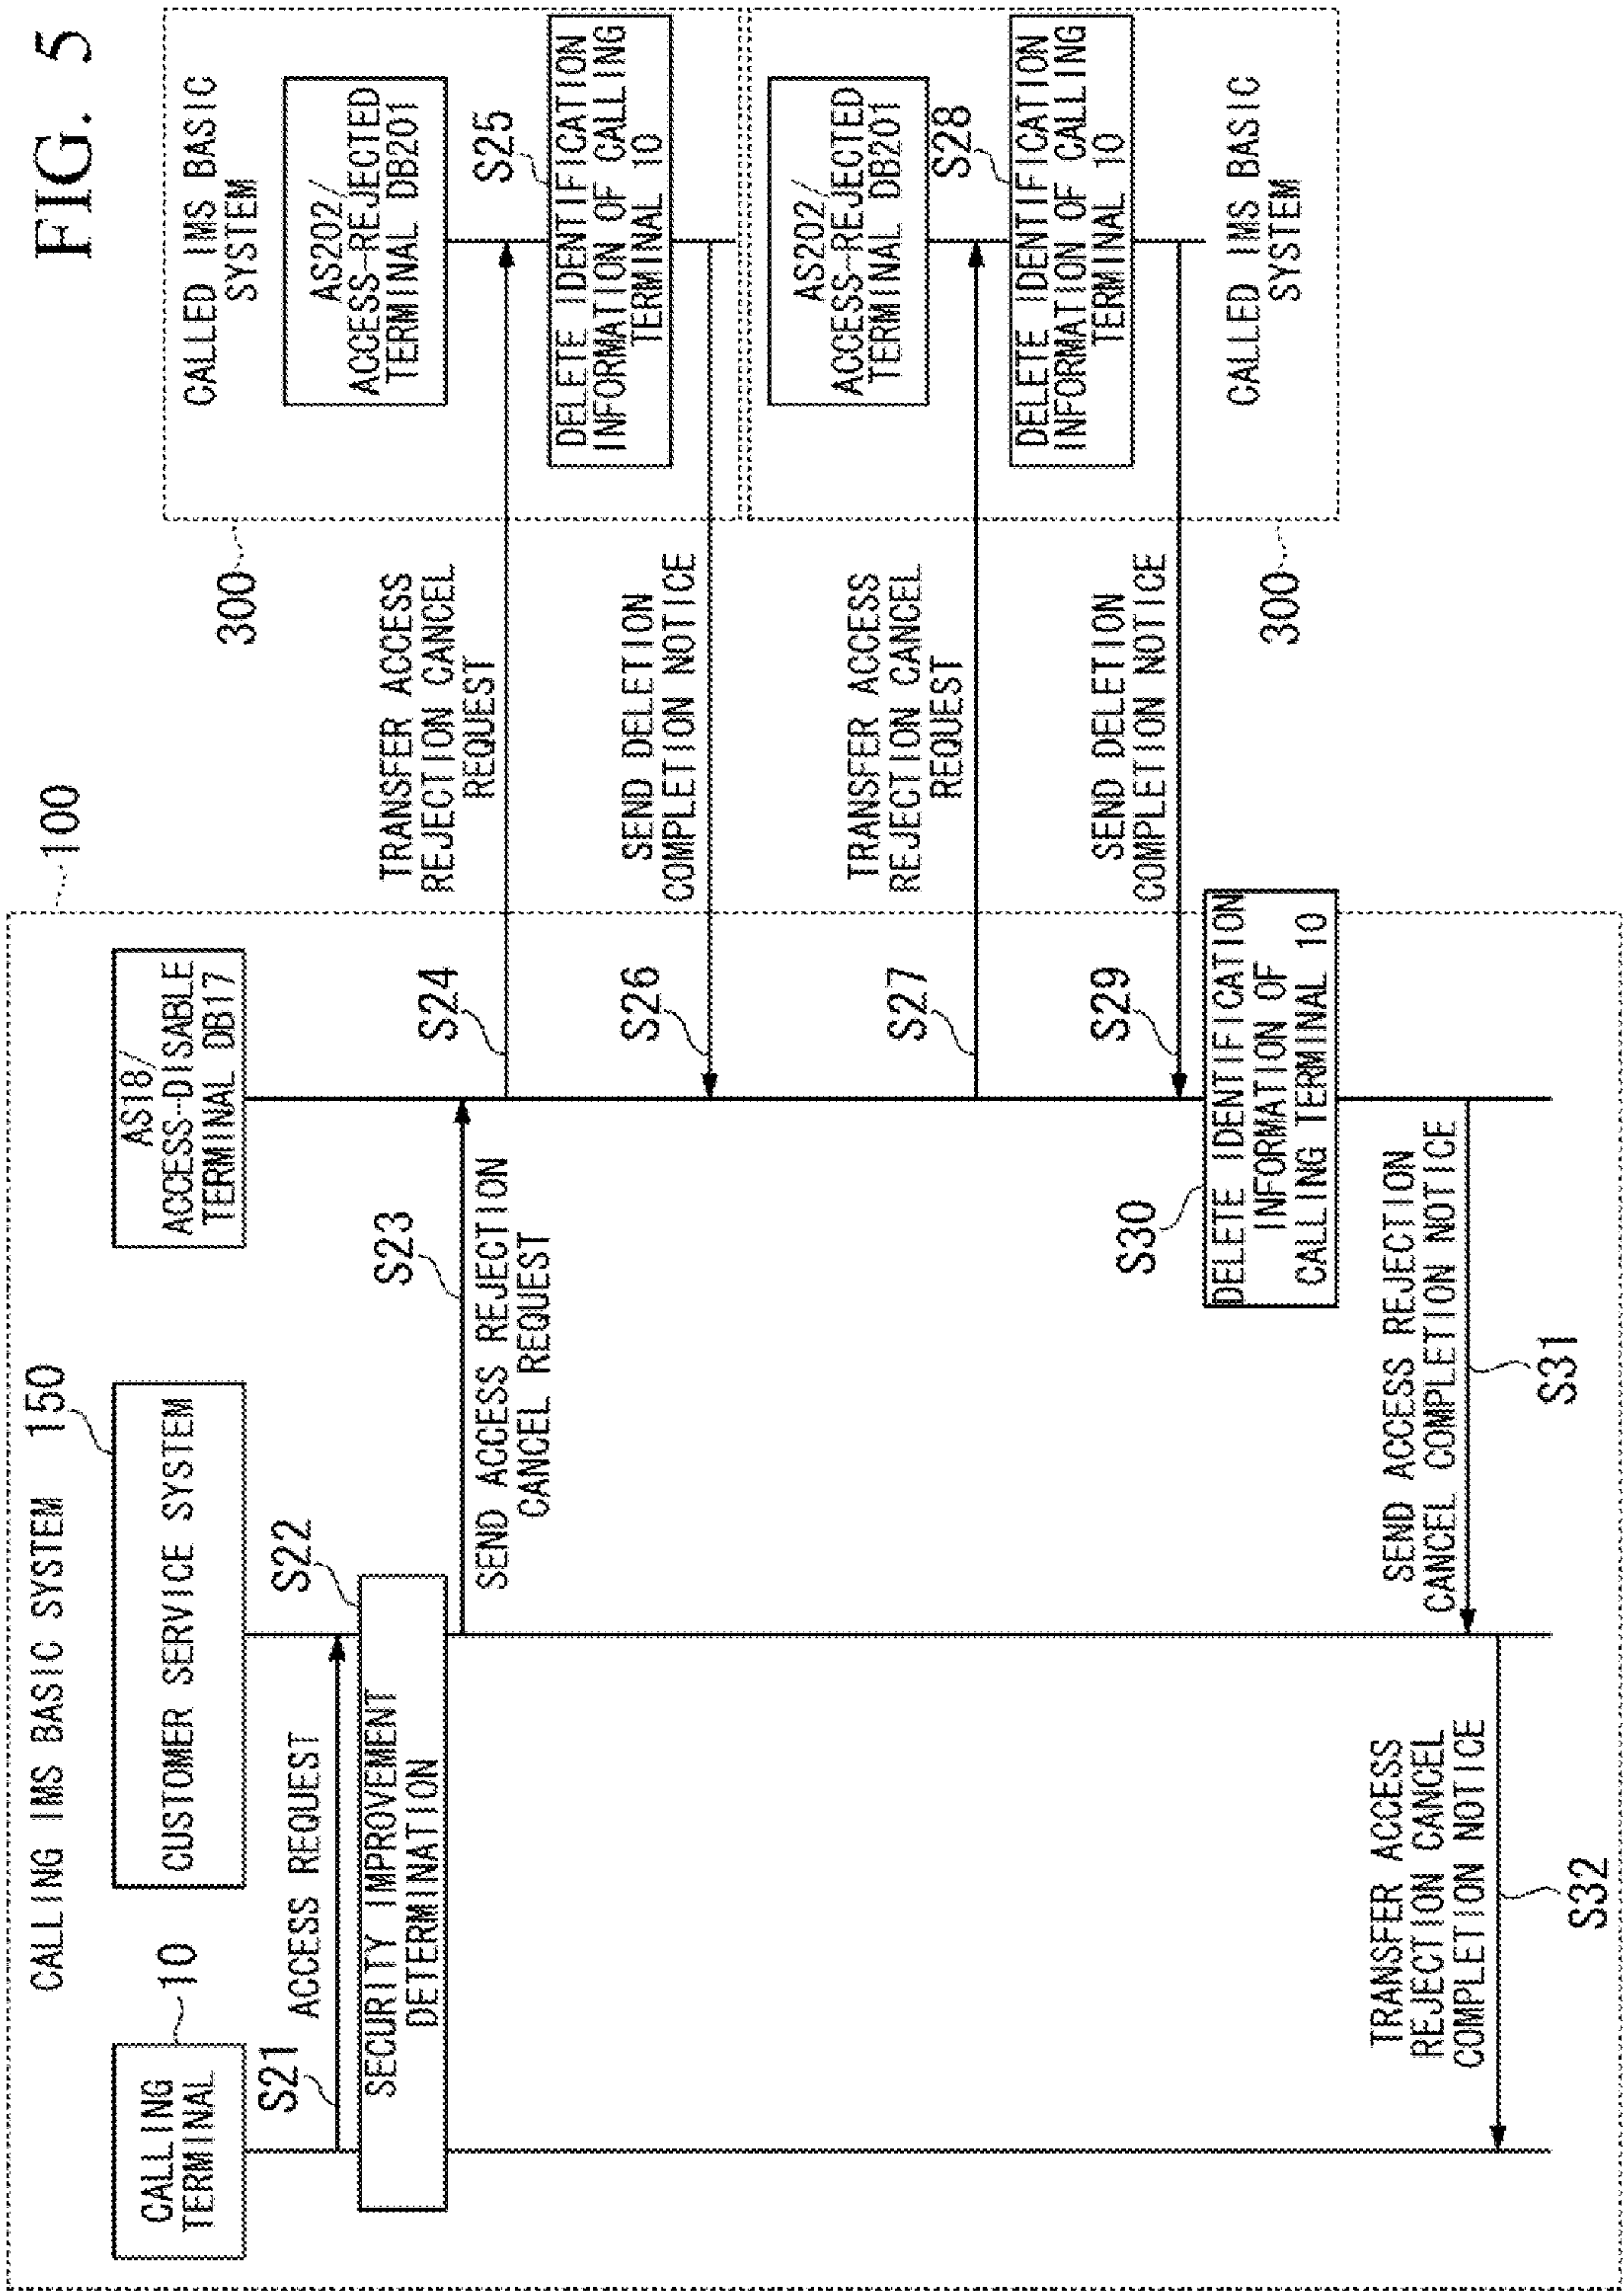 FIG. 5
CALLING IMS BASIC SYSTEM
100
CALLING
TERMINAL
10
CUSTOMER SERVICE SYSTEM
150
AS18/
ACCESS-DISABLE
TERMINAL DB17
300
CALLED IMS BASIC
SYSTEM
AS202/
ACCESS-REJECTED
TERMINAL DB201
S21
ACCESS REQUEST
S22
SECURITY IMPROVEMENT
DETERMINATION
S23
SEND ACCESS REJECTION
CANCEL REQUEST
S24
TRANSFER ACCESS
REJECTION CANCEL
REQUEST
S25
DELETE IDENTIFICATION
INFORMATION OF CALLING
TERMINAL 10
S26
SEND DELETION
COMPLETION NOTICE
AS202/
ACCESS-REJECTED
TERMINAL DB201
S27
TRANSFER ACCESS
REJECTION CANCEL
REQUEST
S28
DELETE IDENTIFICATION
INFORMATION OF CALLING
TERMINAL 10
S29
SEND DELETION
COMPLETION NOTICE
300
CALLED IMS BASIC
SYSTEM
S30
DELETE IDENTIFICATION
INFORMATION OF
CALLING TERMINAL 10
SEND ACCESS REJECTION
CANCEL COMPLETION NOTICE
S31
TRANSFER ACCESS
REJECTION CANCEL
COMPLETION NOTICE
S32